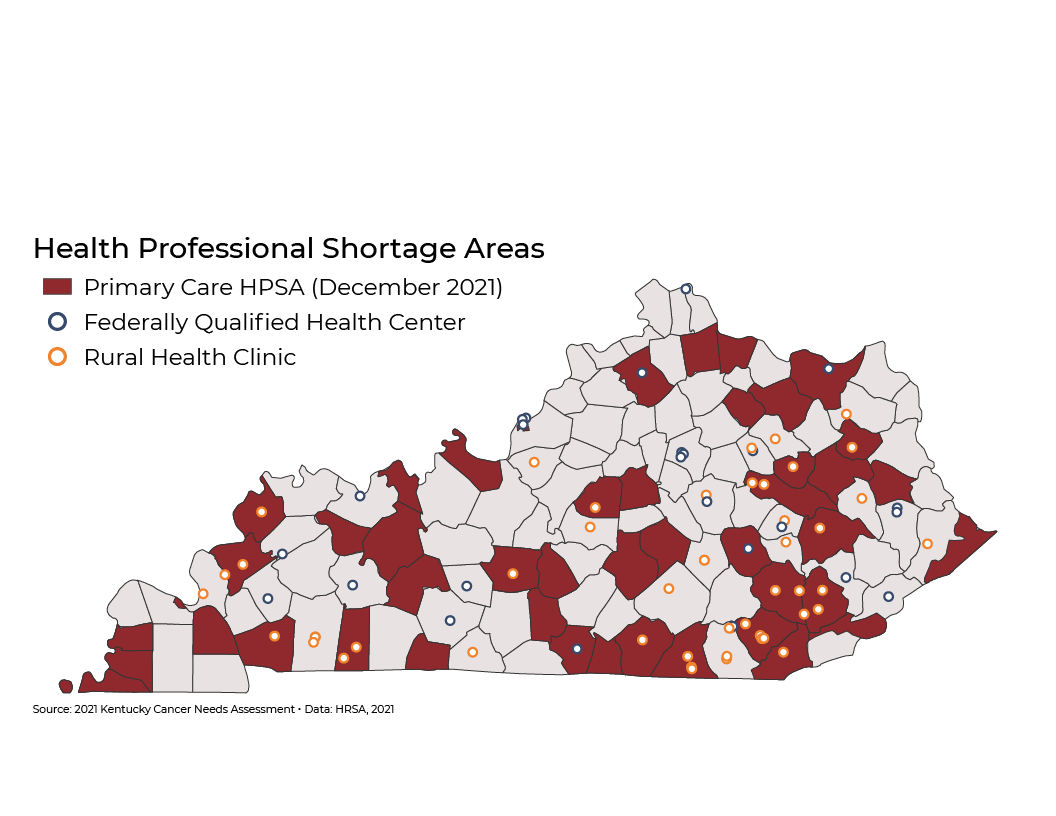 Health Professional Shortage Areas
Primary Care HPSA (December 2021)
Federally Qualified Health Center
Rural Health Clinic
Source: 2021 Kentucky Cancer Needs Assessment • Data: HRSA, 2021